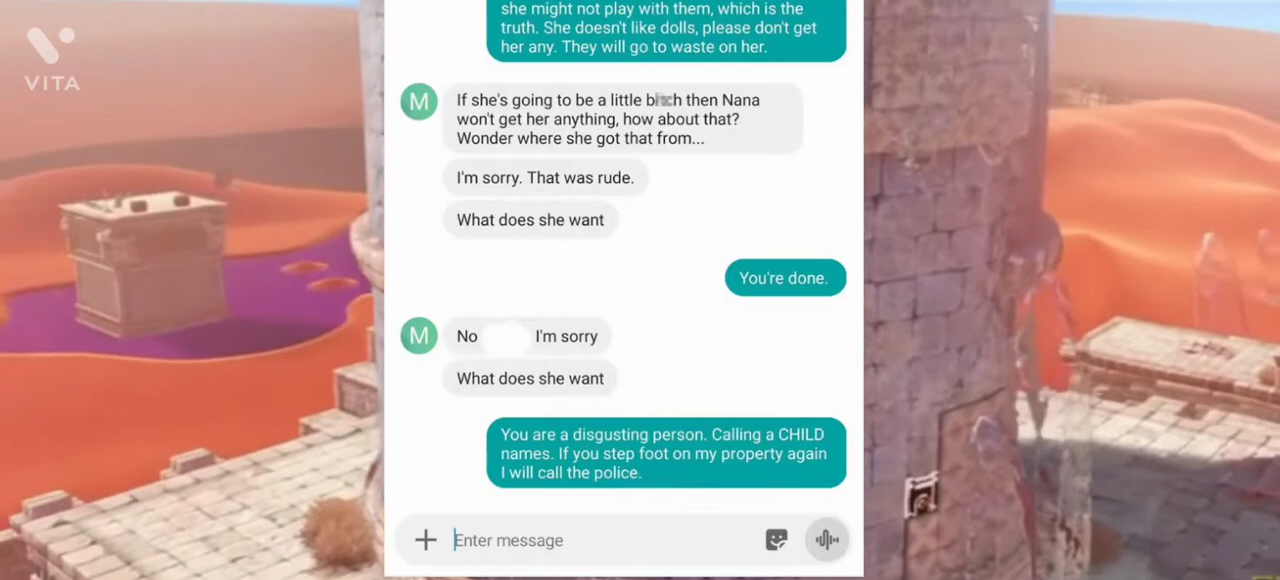 VITA
she might not play with them, which is the
truth. She doesn't like dolls, please don't get
her any. They will go to waste on her.
M
If she's going to be a little b h then Nana
won't get her anything, how about that?
Wonder where she got that from...
I'm sorry. That was rude.
What does she want
You're done.
M
No I'm sorry
What does she want
You are a disgusting person. Calling a CHILD
names. If you step foot on my property again
I will call the police.
Enter message